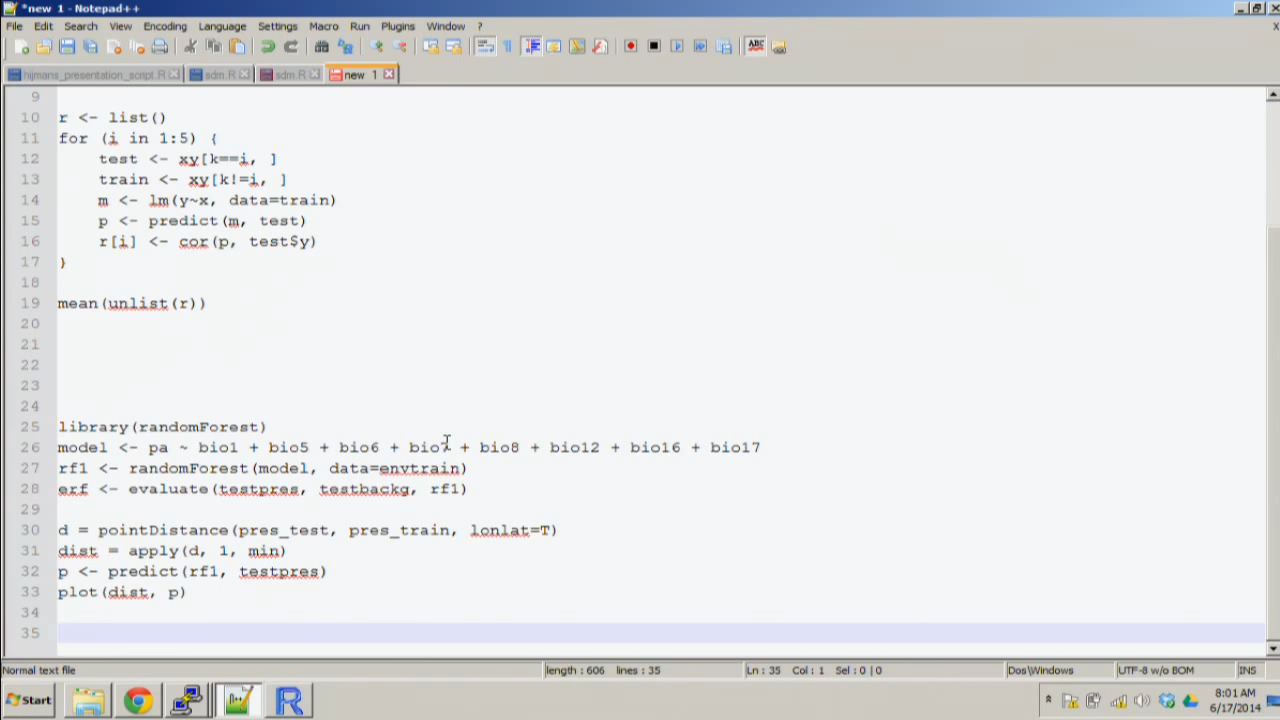 *new 1 - Notepad++
File Edit Search View Encoding Language Settings Macro Run Plugins Window ?
X
ABC
hijmans_presentation_script.R sdm.R sdm.R new 1
9
10 r <- list()
11 for (i in 1:5) {
12 test <- xy[k==i, ]
13 train <- xy[k!=i, ]
14 m <- lm(y~x, data=train)
15 p <- predict(m, test)
16 r[i] <- cor(p, test$y)
17 }
18
19 mean(unlist(r))
20
21
22
23
24
25 library(randomForest)
26 model <- pa ~ bio1 + bio5 + bio6 + bio7 + bio8 + bio12 + bio16 + bio17
27 rf1 <- randomForest(model, data=envtrain)
28 erf <- evaluate(testpres, testbackg, rf1)
29
30 d = pointDistance(pres_test, pres_train, lonlat=T)
31 dist = apply(d, 1, min)
32 p <- predict(rf1, testpres)
33 plot(dist, p)
34
35
Normal text file length : 606 lines : 35 Ln : 35 Col : 1 Sel : 0 | 0 Dos\Windows UTF-8 w/o BOM INS
Start R 8:01 AM
6/17/2014